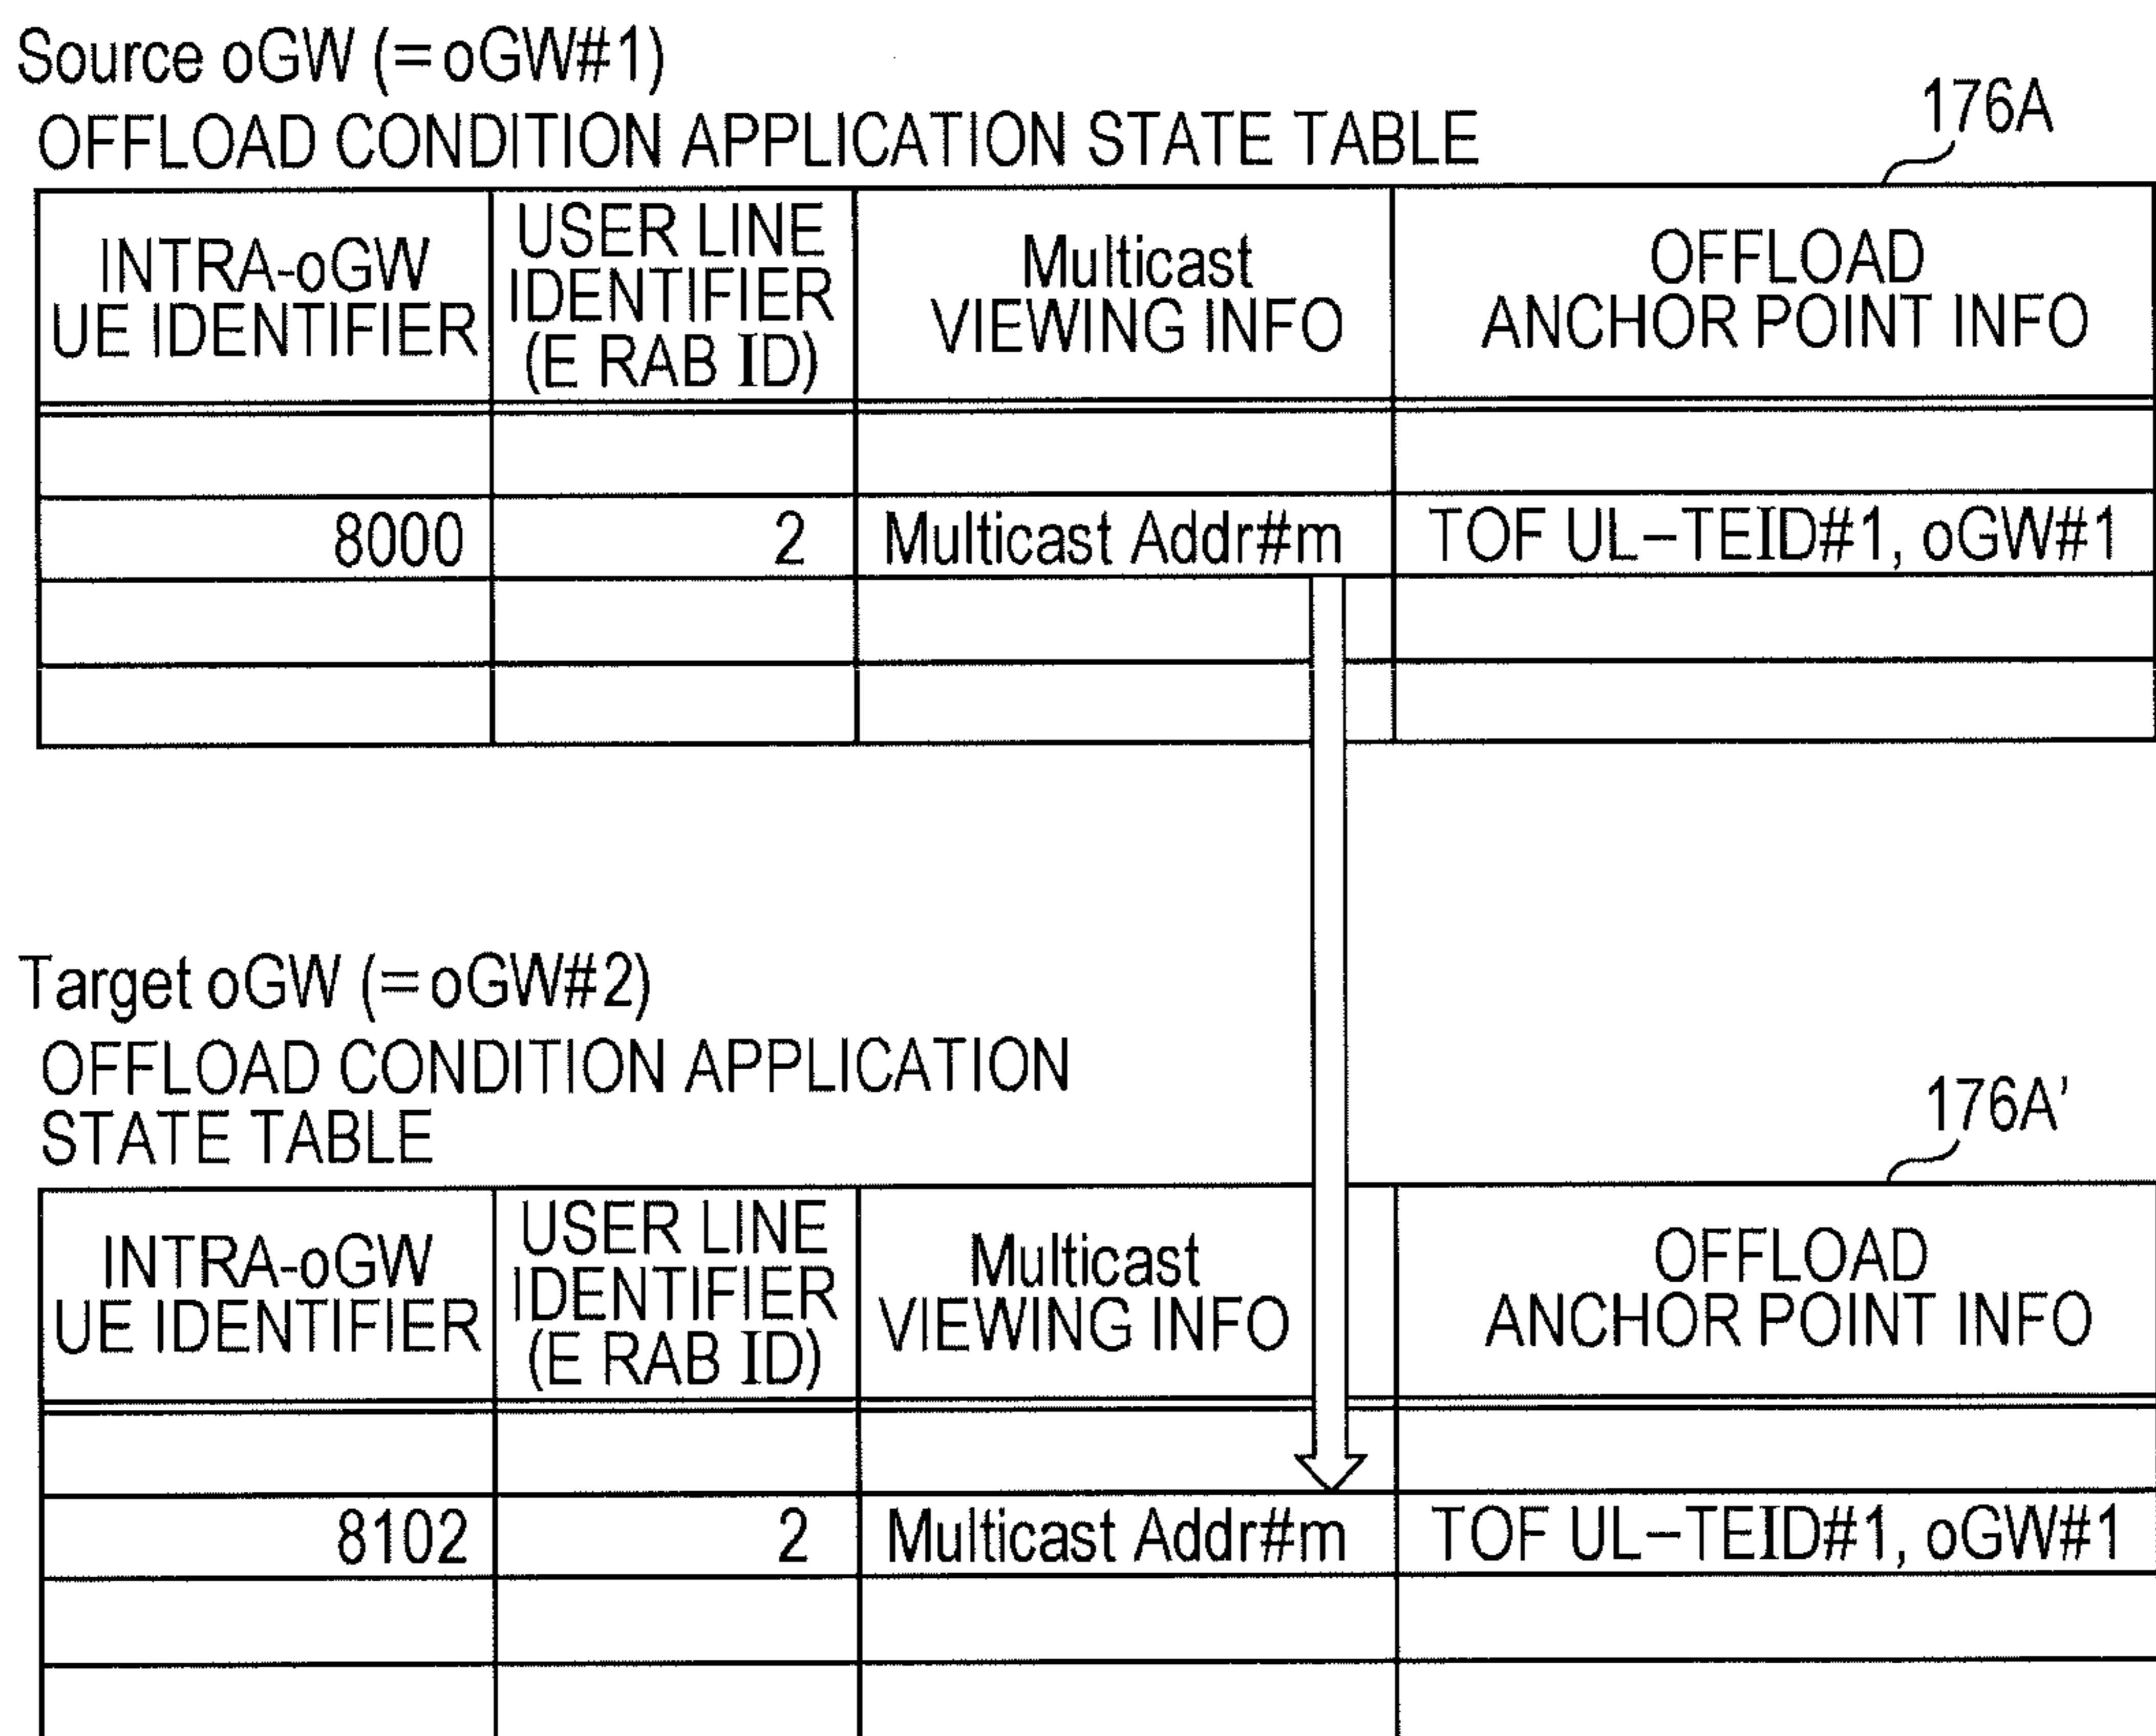 Source oGW (=oGW#1)
OFFLOAD CONDITION APPLICATION STATE TABLE
176A
INTRA-oGW
UE IDENTIFIER
USER LINE
IDENTIFIER
(E RAB ID)
Multicast
VIEWING INFO
OFFLOAD
ANCHOR POINT INFO
8000
2
Multicast Addr#m
TOF UL–TEID#1, oGW#1
Target oGW (=oGW#2)
OFFLOAD CONDITION APPLICATION
STATE TABLE
176A'
INTRA-oGW
UE IDENTIFIER
USER LINE
IDENTIFIER
(E RAB ID)
Multicast
VIEWING INFO
OFFLOAD
ANCHOR POINT INFO
8102
2
Multicast Addr#m
TOF UL–TEID#1, oGW#1